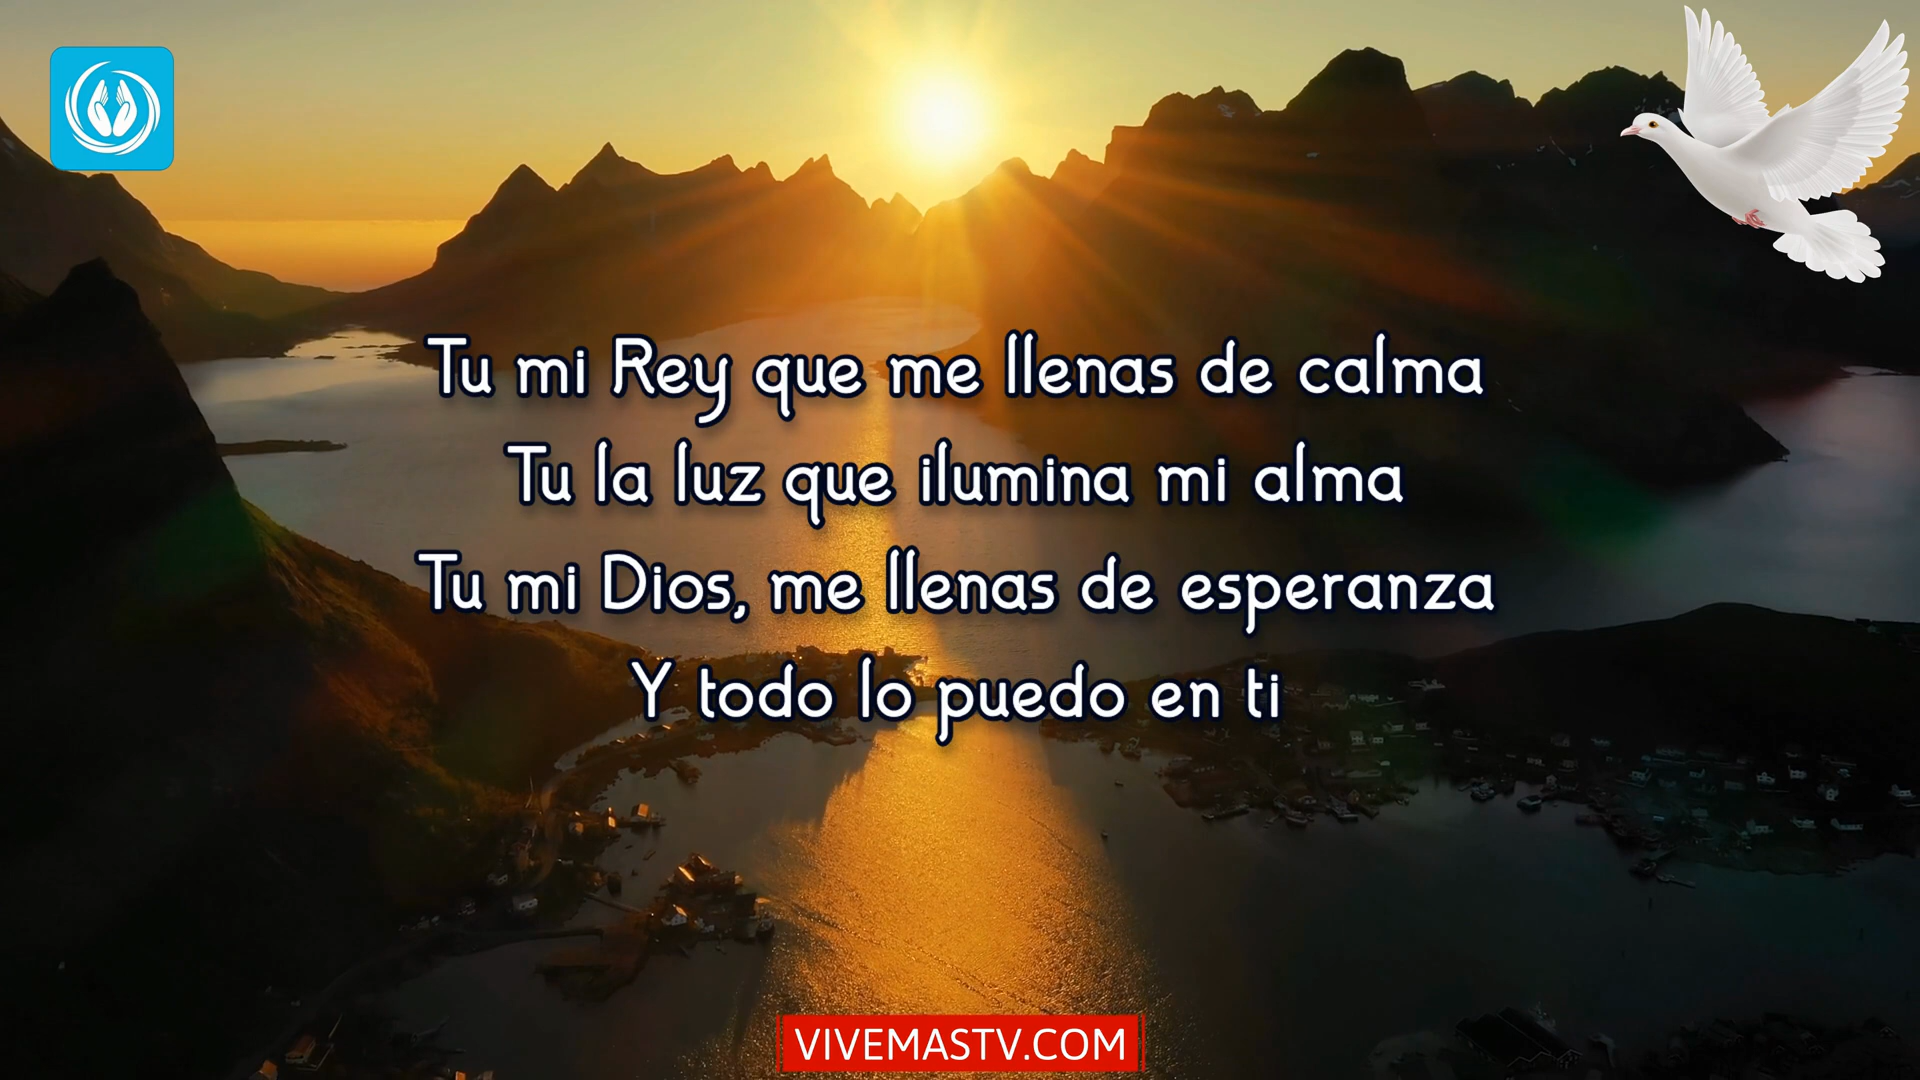 Tu mi Rey que me llenas de calma
Tu la luz que ilumina mi alma
Tu mi Dios, me llenas de esperanza
Y todo lo puedo en ti
VIVEMASTV.COM